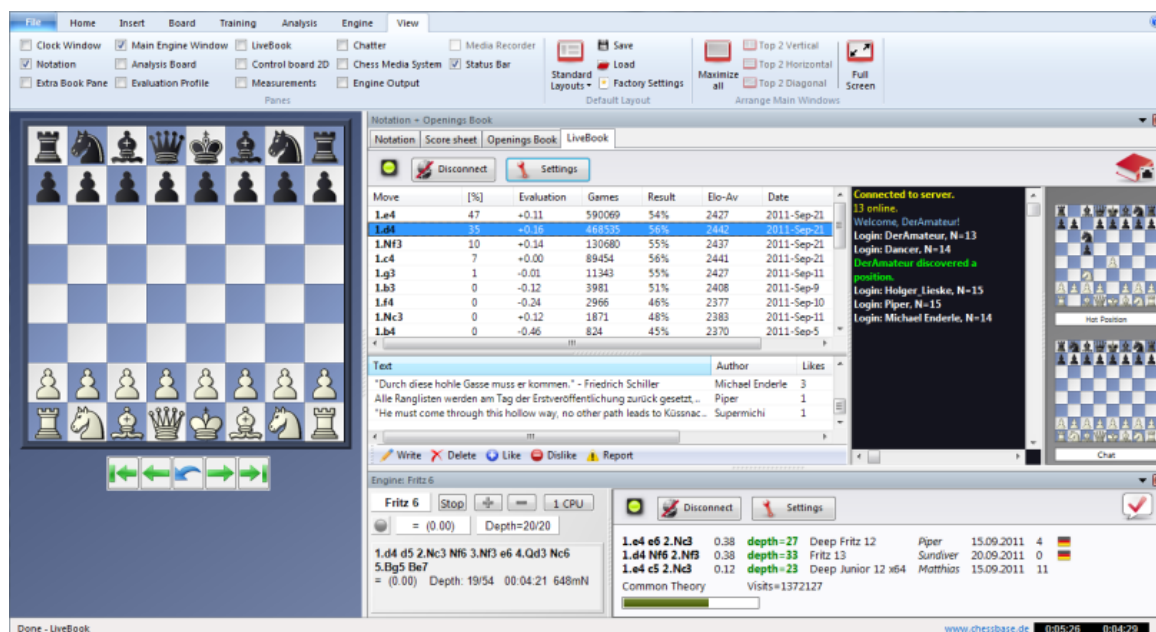 File Home Insert Board Training Analysis Engine View
Clock Window Main Engine Window LiveBook Chatter Media Recorder Save Top 2 Vertical
Notation Analysis Board Control board 2D Chess Media System Status Bar Load Top 2 Horizontal
Extra Book Pane Evaluation Profile Measurements Engine Output Standard Layouts Factory Settings Maximize all Top 2 Diagonal Full Screen
Panes Default Layout Arrange Main Windows
Notation - Openings Book
Notation Score sheet Openings Book LiveBook
Disconnect Settings
Move [%] Evaluation Games Result Elo-Av Date
1.e4 47 +0.11 590069 54% 2427 2011-Sep-21
1.d4 35 +0.16 468535 56% 2442 2011-Sep-21
1.Nf3 10 +0.14 130680 55% 2437 2011-Sep-21
1.c4 7 +0.00 89454 56% 2441 2011-Sep-21
1.g3 1 -0.01 11343 55% 2427 2011-Sep-11
1.b3 0 -0.12 3981 51% 2408 2011-Sep-9
1.f4 0 -0.24 2966 46% 2377 2011-Sep-10
1.Nc3 0 +0.12 1871 48% 2383 2011-Sep-11
1.b4 0 -0.46 824 45% 2370 2011-Sep-5
Connected to server.
13 online.
Welcome, DerAmateur!
Login: DerAmateur, N=13
Login: Dancer, N=14
DerAmateur discovered a
position.
Login: Holger_Lieske, N=15
Login: Piper, N=15
Login: Michael Enderle, N=14
Hot Position
Chat
Text Author Likes
"Durch diese hohle Gasse muss er kommen." - Friedrich Schiller Michael Enderle 3
Alle Ranglisten werden am Tag der Erstveröffentlichung zurück gesetzt,.. Piper 1
"He must come through this hollow way, no other path leads to Küssnac... Supermichi 1
Write Delete Like Dislike Report
Engine: Fritz 6
Fritz 6 Stop 1 CPU
= (0.00) Depth=20/20
1.d4 d5 2.Nc3 Nf6 3.Nf3 e6 4.Qd3 Nc6
5.Bg5 Be7
= (0.00) Depth: 19/54 00:04:21 648mN
Disconnect Settings
1.e4 e6 2.Nc3 0.38 depth=27 Deep Fritz 12 Piper 15.09.2011 4
1.d4 Nf6 2.Nf3 0.38 depth=33 Fritz 13 Sundiver 20.09.2011 0
1.e4 c5 2.Nc3 0.12 depth=23 Deep Junior 12 x64 Matthias 15.09.2011 11
Common Theory Visits=1372127
Done - LiveBook www.chessbase.de 0:05:26 0:04:29